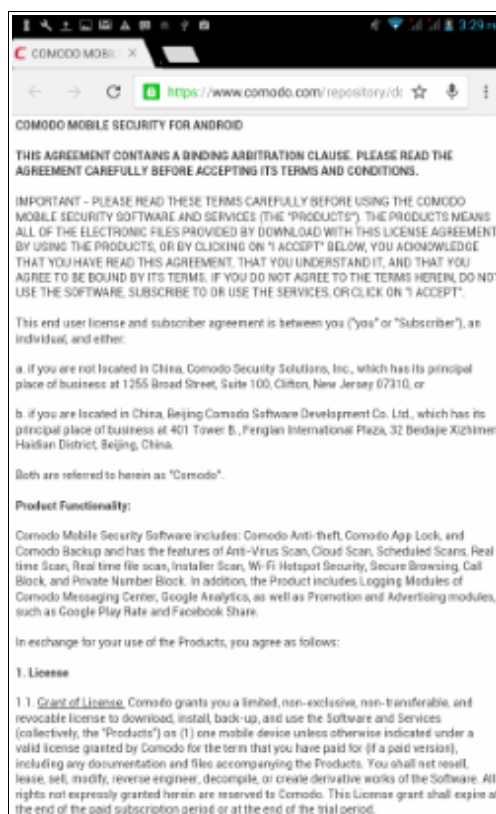 3:29 PM
COMODO MOBIL
https://www.comodo.com/repository/do
COMODO MOBILE SECURITY FOR ANDROID
THIS AGREEMENT CONTAINS A BINDING ARBITRATION CLAUSE. PLEASE READ THE
AGREEMENT CAREFULLY BEFORE ACCEPTING ITS TERMS AND CONDITIONS.
IMPORTANT - PLEASE READ THESE TERMS CAREFULLY BEFORE USING THE COMODO
MOBILE SECURITY SOFTWARE AND SERVICES (THE "PRODUCTS"). THE PRODUCTS MEANS
ALL OF THE ELECTRONIC FILES PROVIDED BY DOWNLOAD WITH THIS LICENSE AGREEMENT
BY USING THE PRODUCTS, OR BY CLICKING ON "I ACCEPT" BELOW, YOU ACKNOWLEDGE
THAT YOU HAVE READ THIS AGREEMENT, THAT YOU UNDERSTAND IT, AND THAT YOU
AGREE TO BE BOUND BY ITS TERMS. IF YOU DO NOT AGREE TO THE TERMS HEREIN, DO NOT
USE THE SOFTWARE, SUBSCRIBE TO OR USE THE SERVICES, OR CLICK ON "I ACCEPT".
This end user license and subscriber agreement is between you ("you" or "Subscriber"), an
individual, and either:
a. if you are not located in China, Comodo Security Solutions, Inc., which has its principal
place of business at 1255 Broad Street, Suite 100, Clifton, New Jersey 07310, or
b. if you are located in China, Beijing Comodo Software Development Co. Ltd., which has its
principal place of business at 401 Tower B., Fenglan International Plaza, 32 Beidajie Xizhimen
Haidian District, Beijing, China.
Both are referred to herein as "Comodo".
Product Functionality:
Comodo Mobile Security Software includes: Comodo Anti-theft, Comodo App Lock, and
Comodo Backup and has the features of Anti-Virus Scan, Cloud Scan, Scheduled Scans, Real
time Scan, Real time file scan, Installer Scan, Wi-Fi Hotspot Security, Secure Browsing, Call
Block, and Private Number Block. In addition, the Product includes Logging Modules of
Comodo Messaging Center, Google Analytics, as well as Promotion and Advertising modules,
such as Google Play Rate and Facebook Share.
In exchange for your use of the Products, you agree as follows:
1. License
1.1. Grant of License. Comodo grants you a limited, non-exclusive, non-transferable, and
revocable license to download, install, back-up, and use the Software and Services
(collectively, the "Products") on (1) one mobile device unless otherwise indicated under a
valid license granted by Comodo for the term that you have paid for (if a paid version),
including any documentation and files accompanying the Products. You shall not resell,
lease, sell, modify, reverse engineer, decompile, or create derivative works of the Software. All
rights not expressly granted herein are reserved to Comodo. This License grant shall expire at
the end of the paid subscription period or at the end of the trial period.